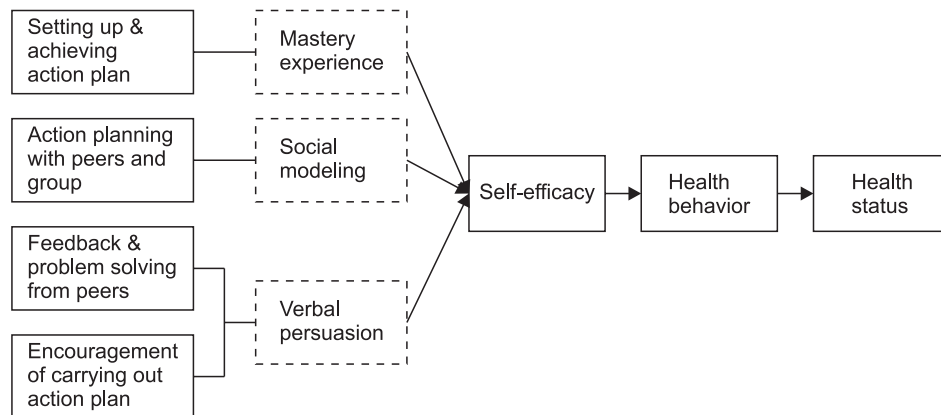 Setting up &
achieving
action plan
Mastery
experience
Action planning
with peers and
group
Social
modeling
Self-efficacy
Health
behavior
Health
status
Feedback &
problem solving
from peers
Verbal
persuasion
Encouragement
of carrying out
action plan